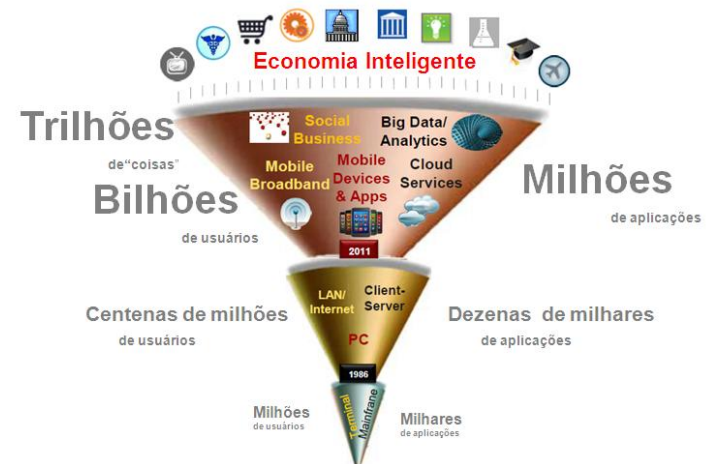 Economia Inteligente
Trilhões
de“coisas”
Bilhões
de usuários
Milhões
de aplicações
Social
Business
Big Data/
Analytics
Mobile
Broadband
Mobile
Devices
& Apps
Cloud
Services
2011
Centenas de milhões
de usuários
LAN/
Internet
Client-
Server
PC
Dezenas de milhares
de aplicações
1986
Milhões
de usuários
Terminal
Mainfrane
Milhares
de aplicações